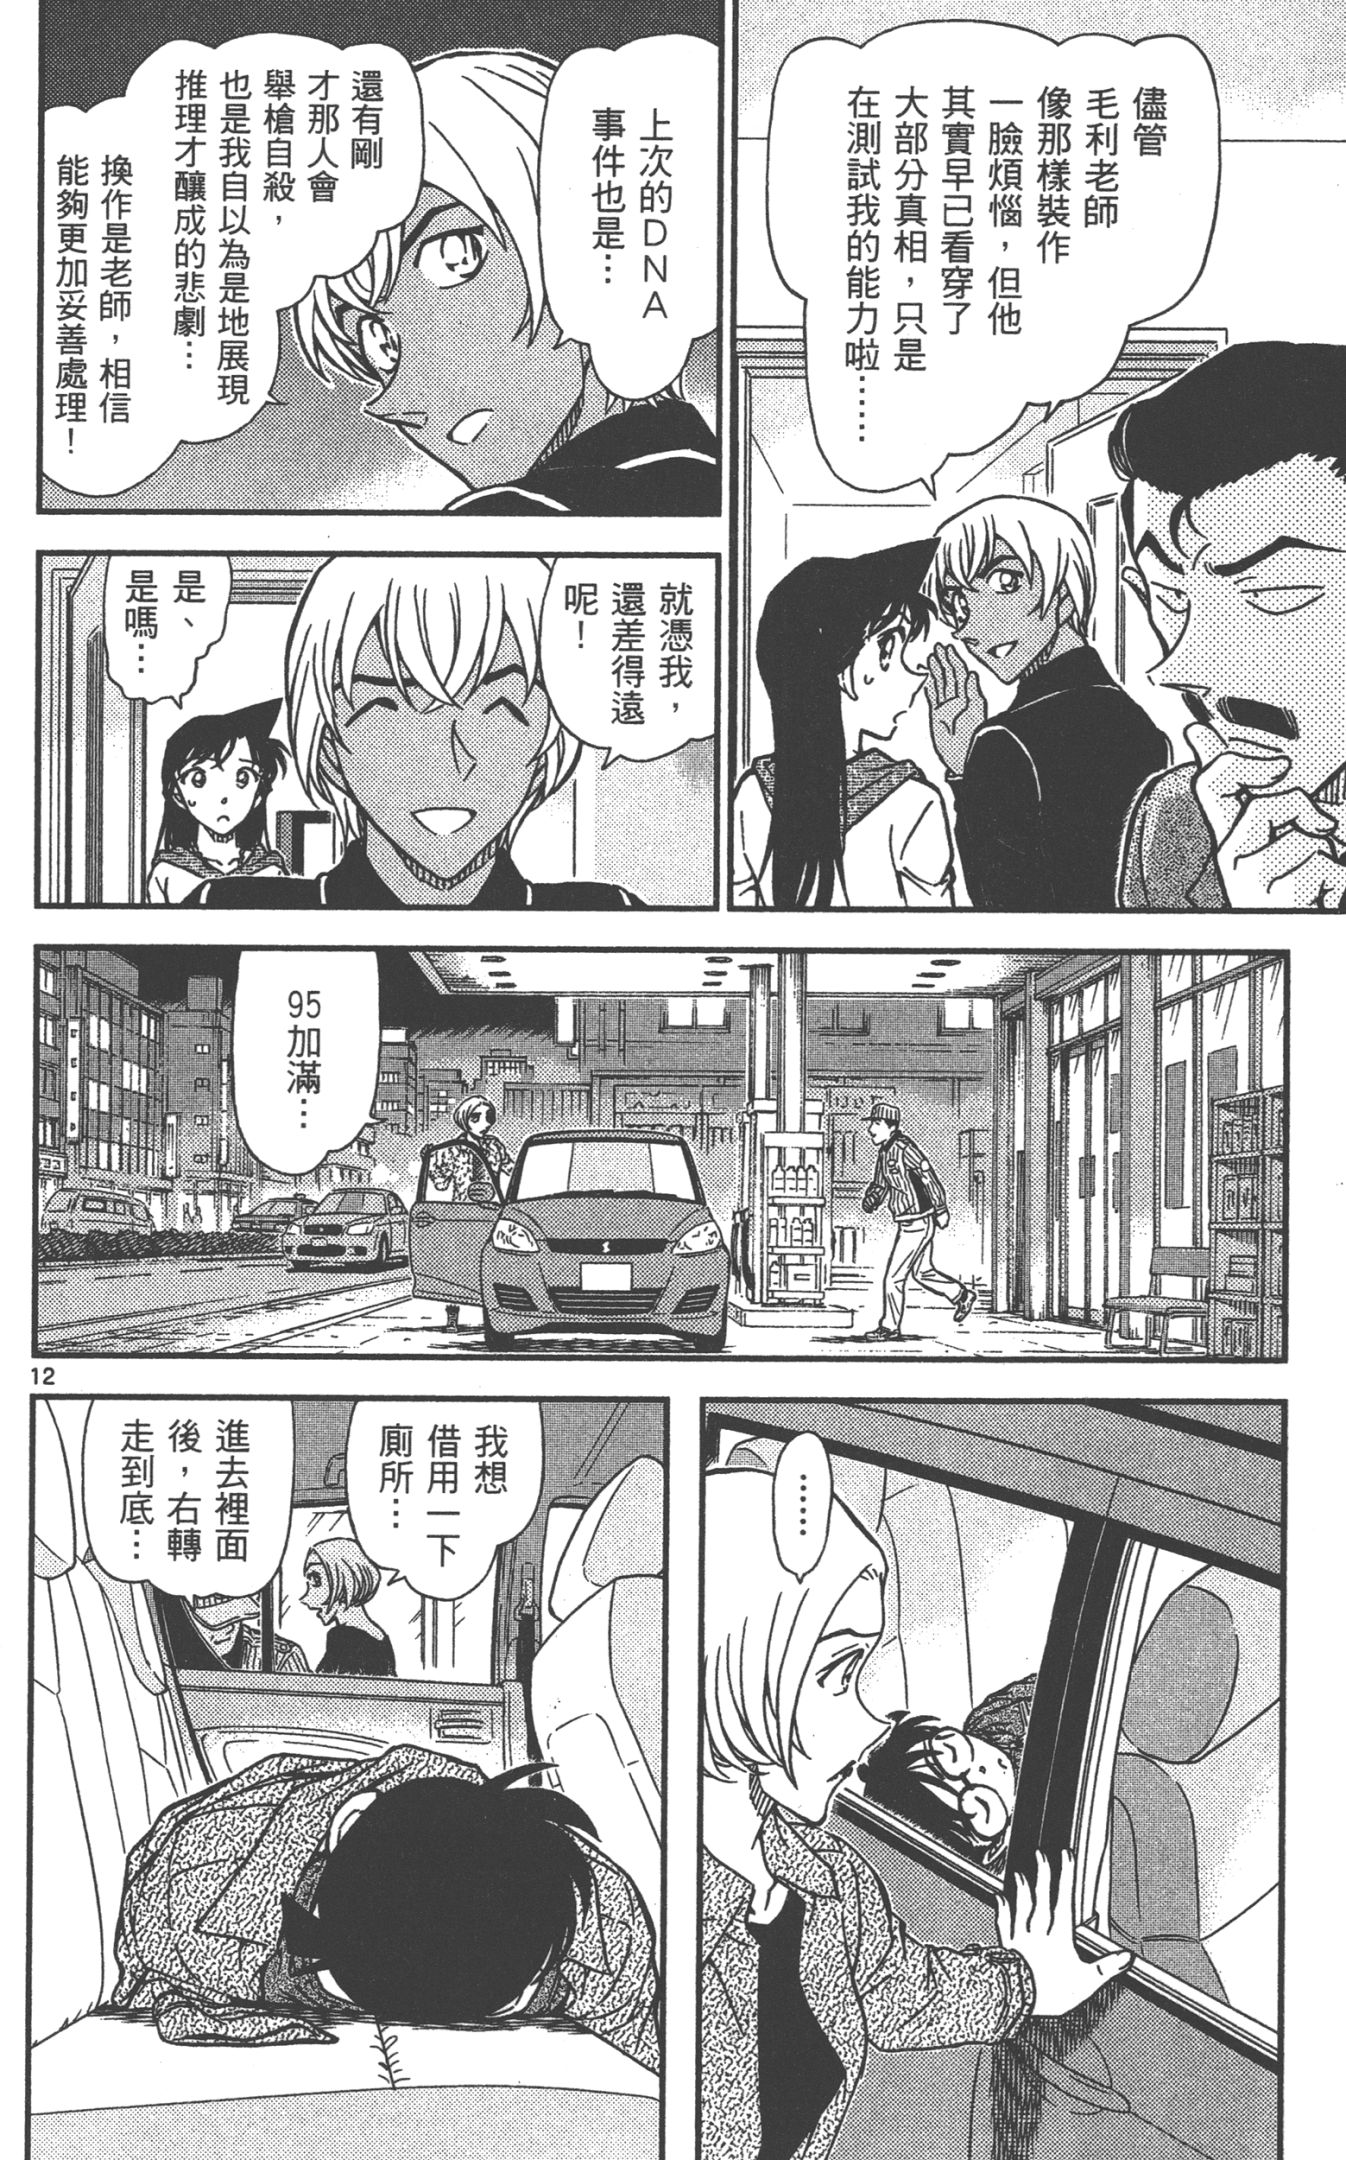 儘管
毛利老師
像那樣裝作
一臉煩惱，但他
其實早已看穿了
大部分真相，只是
在測試我的能力啦……
上次的DNA
事件也是…
還有剛
才那人會
舉槍自殺，
也是我自以為是地展現
推理才釀成的悲劇…
換作是老師，相信
能夠更加妥善處理！
就憑我，
還差得遠
呢！
是、
是嗎…
95加滿…
12
……
我想
借用一下
廁所…
進去裡面
後，右轉
走到底…